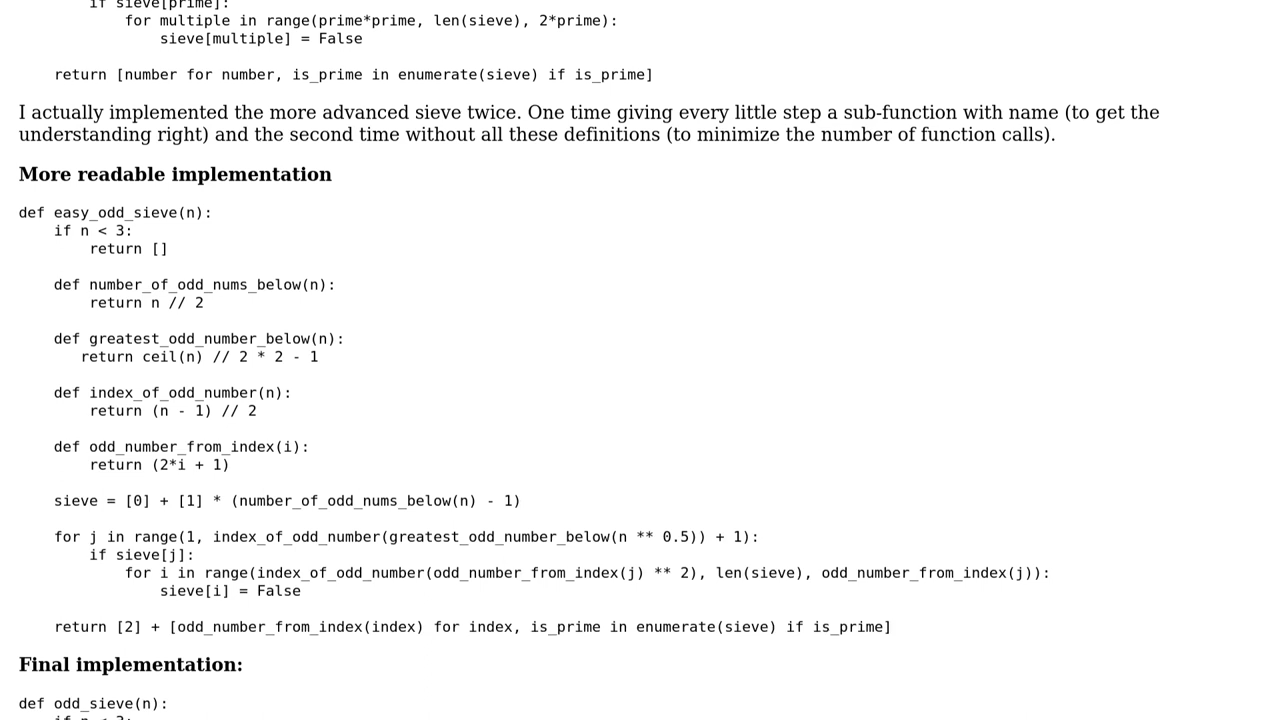 if sieve[prime]:
for multiple in range(prime*prime, len(sieve), 2*prime):
sieve[multiple] = False
return [number for number, is_prime in enumerate(sieve) if is_prime]
I actually implemented the more advanced sieve twice. One time giving every little step a sub-function with name (to get the
understanding right) and the second time without all these definitions (to minimize the number of function calls).
More readable implementation
def easy_odd_sieve(n):
if n < 3:
return []
def number_of_odd_nums_below(n):
return n // 2
def greatest_odd_number_below(n):
return ceil(n) // 2 * 2 - 1
def index_of_odd_number(n):
return (n - 1) // 2
def odd_number_from_index(i):
return (2*i + 1)
sieve = [0] + [1] * (number_of_odd_nums_below(n) - 1)
for j in range(1, index_of_odd_number(greatest_odd_number_below(n ** 0.5)) + 1):
if sieve[j]:
for i in range(index_of_odd_number(odd_number_from_index(j) ** 2), len(sieve), odd_number_from_index(j)):
sieve[i] = False
return [2] + [odd_number_from_index(index) for index, is_prime in enumerate(sieve) if is_prime]
Final implementation:
def odd_sieve(n):
if n < 3: